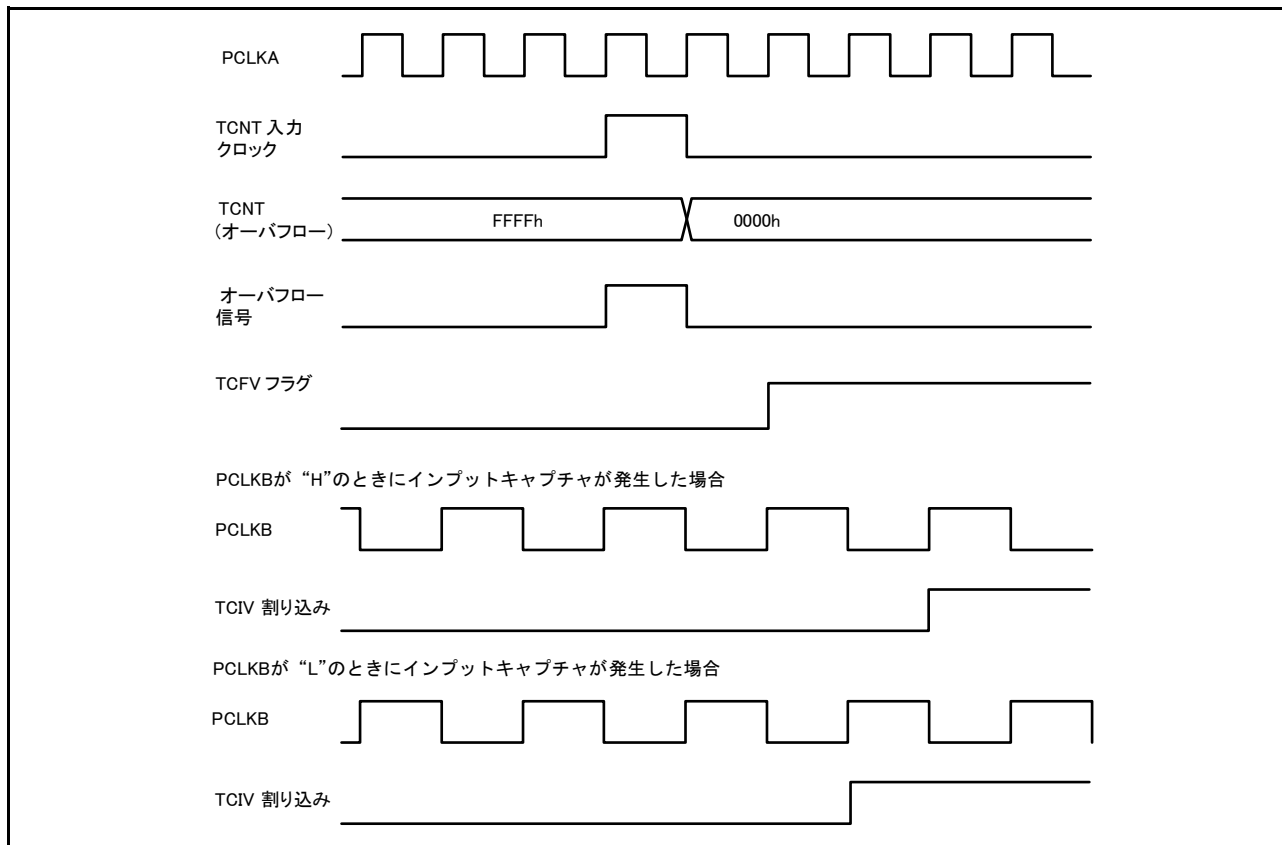 PCLKA
TCNT 入力
クロック
TCNT
(オーバフロー)
FFFFh
0000h
オーバフロー
信号
TCFV フラグ
PCLKBが “H”のときにインプットキャプチャが発生した場合
PCLKB
TCIV 割り込み
PCLKBが “L”のときにインプットキャプチャが発生した場合
PCLKB
TCIV 割り込み